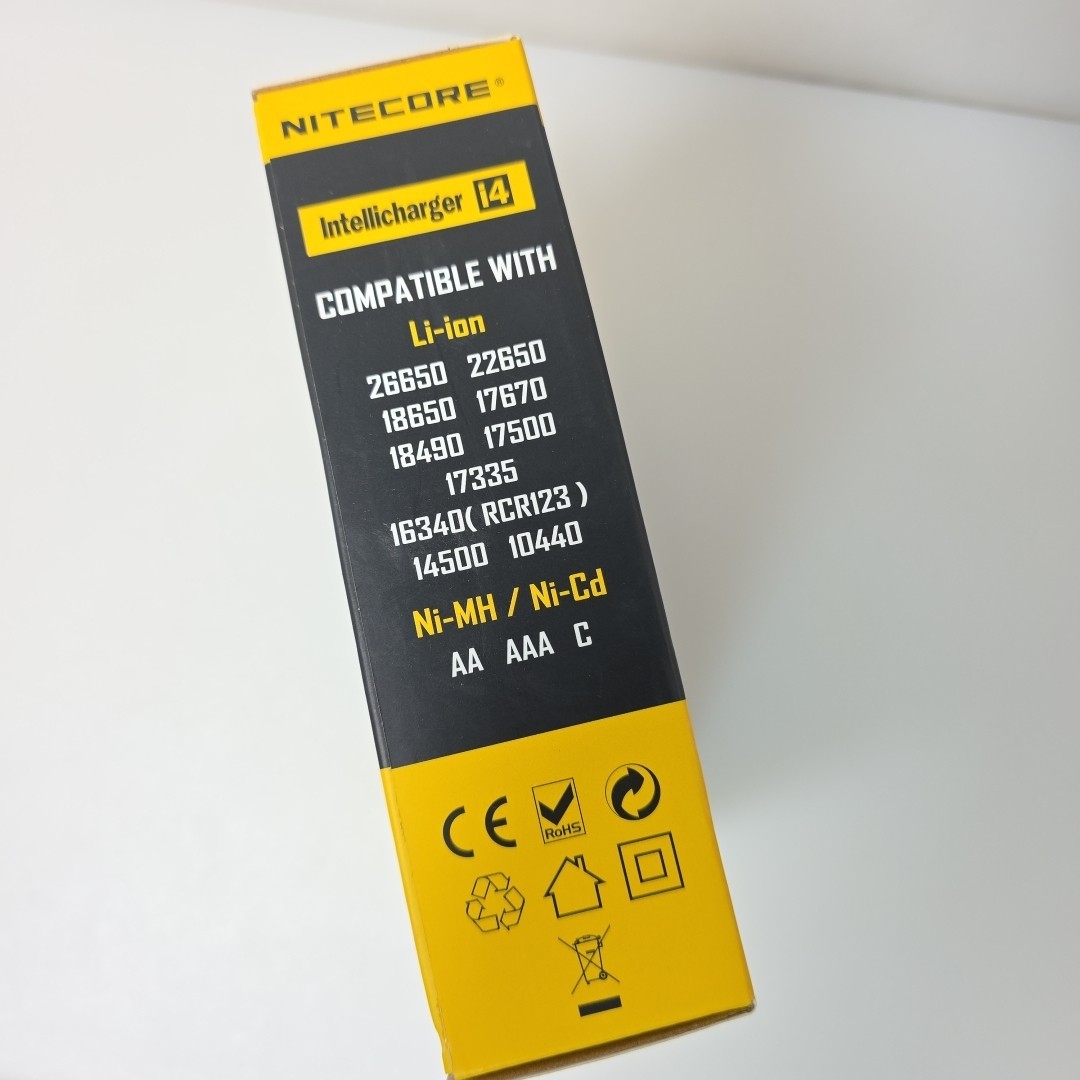 NITECORE®
Intellicharger i4
COMPATIBLE WITH
Li-ion
26650 22650
18650 17670
18490 17500
17335
16340( RCR123 )
14500 10440
Ni-MH / Ni-Cd
AA AAA C
CE
RoHS